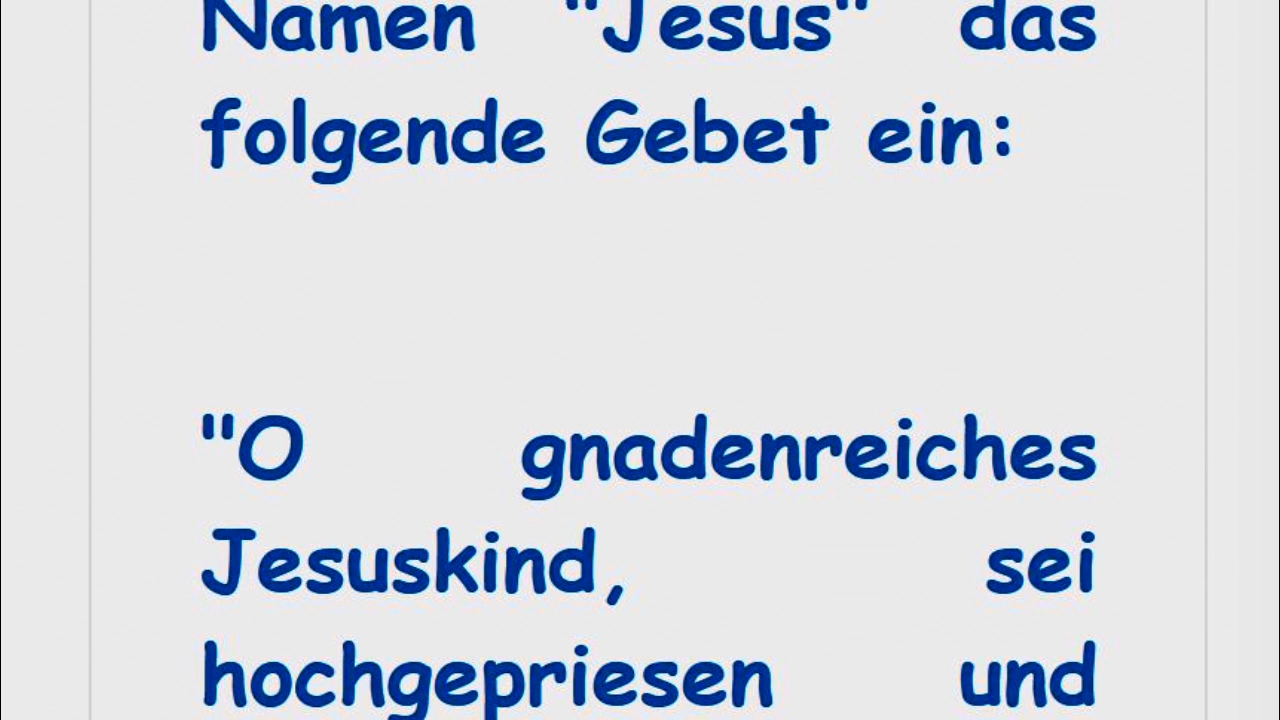 Namen "Jesus" das
folgende Gebet ein:
"O gnadenreiches
Jesuskind, sei
hochgepriesen und